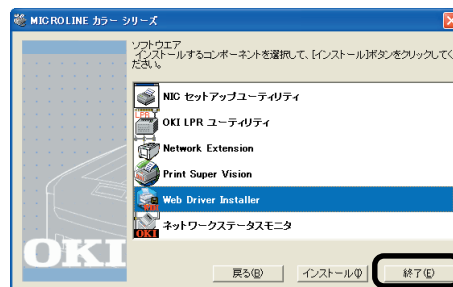 MICROLINE カラー シリーズ
ソフトウエア
インストールするコンポーネントを選択して、[インストール]ボタンをクリックしてく
ださい。
NIC セットアップユーティリティ
OKI LPR ユーティリティ
Network Extension
Print Super Vision
Web Driver Installer
ネットワークステータスモニタ
OKI
戻る(B) インストール(I) 終了(E)